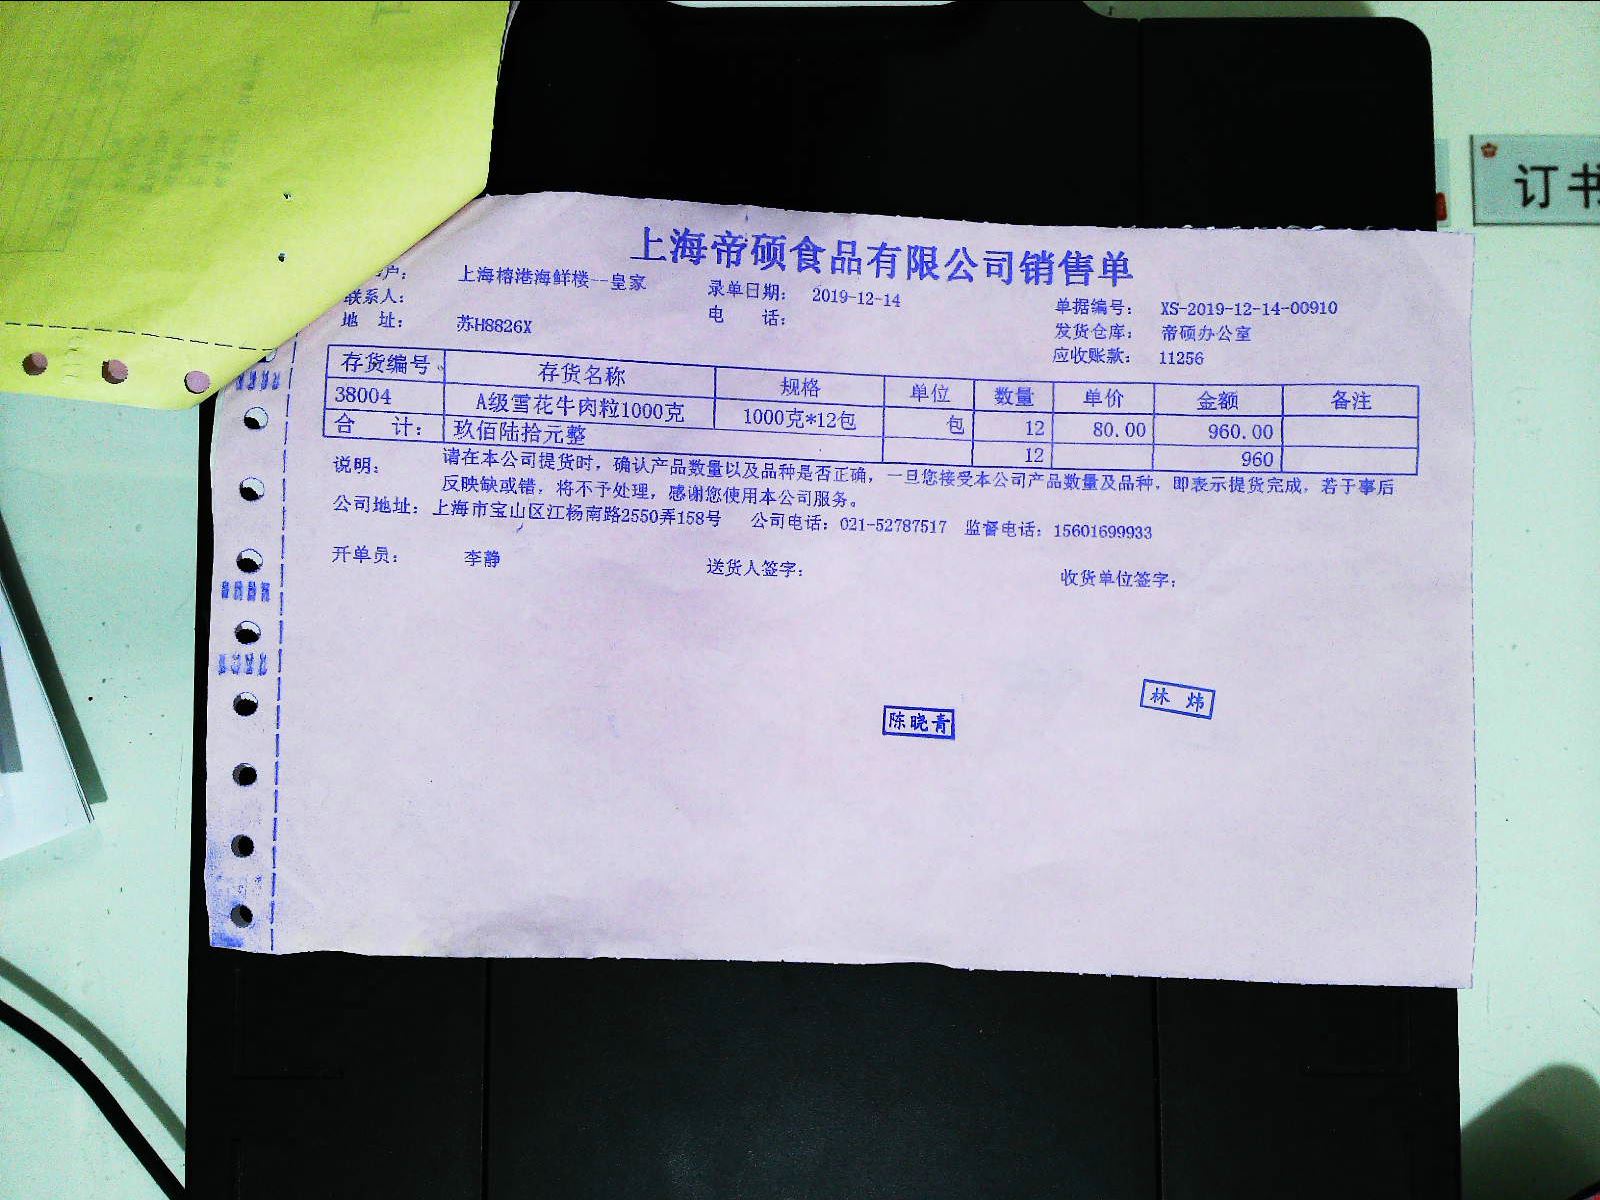 订书
上海帝硕食品有限公司销售单
户： 上海榕港海鲜楼--皇家 录单日期： 2019-12-14 单据编号： XS-2019-12-14-00910
联系人： 电 话： 发货仓库： 帝硕办公室
地 址： 苏H8826X 应收账款： 11256
存货编号 存货名称 规格 单位 数量 单价 金额 备注
38004 A级雪花牛肉粒1000克 1000克*12包 包 12 80.00 960.00
合 计： 玖佰陆拾元整 12 960
说明： 请在本公司提货时，确认产品数量以及品种是否正确，一旦您接受本公司产品数量及品种，即表示提货完成，若于事后
反映缺或错，将不予处理，感谢您使用本公司服务。
公司地址：上海市宝山区江杨南路2550弄158号 公司电话：021-52787517 监督电话：15601699933
开单员： 李静 送货人签字： 收货单位签字：
陈晓青
林 炜